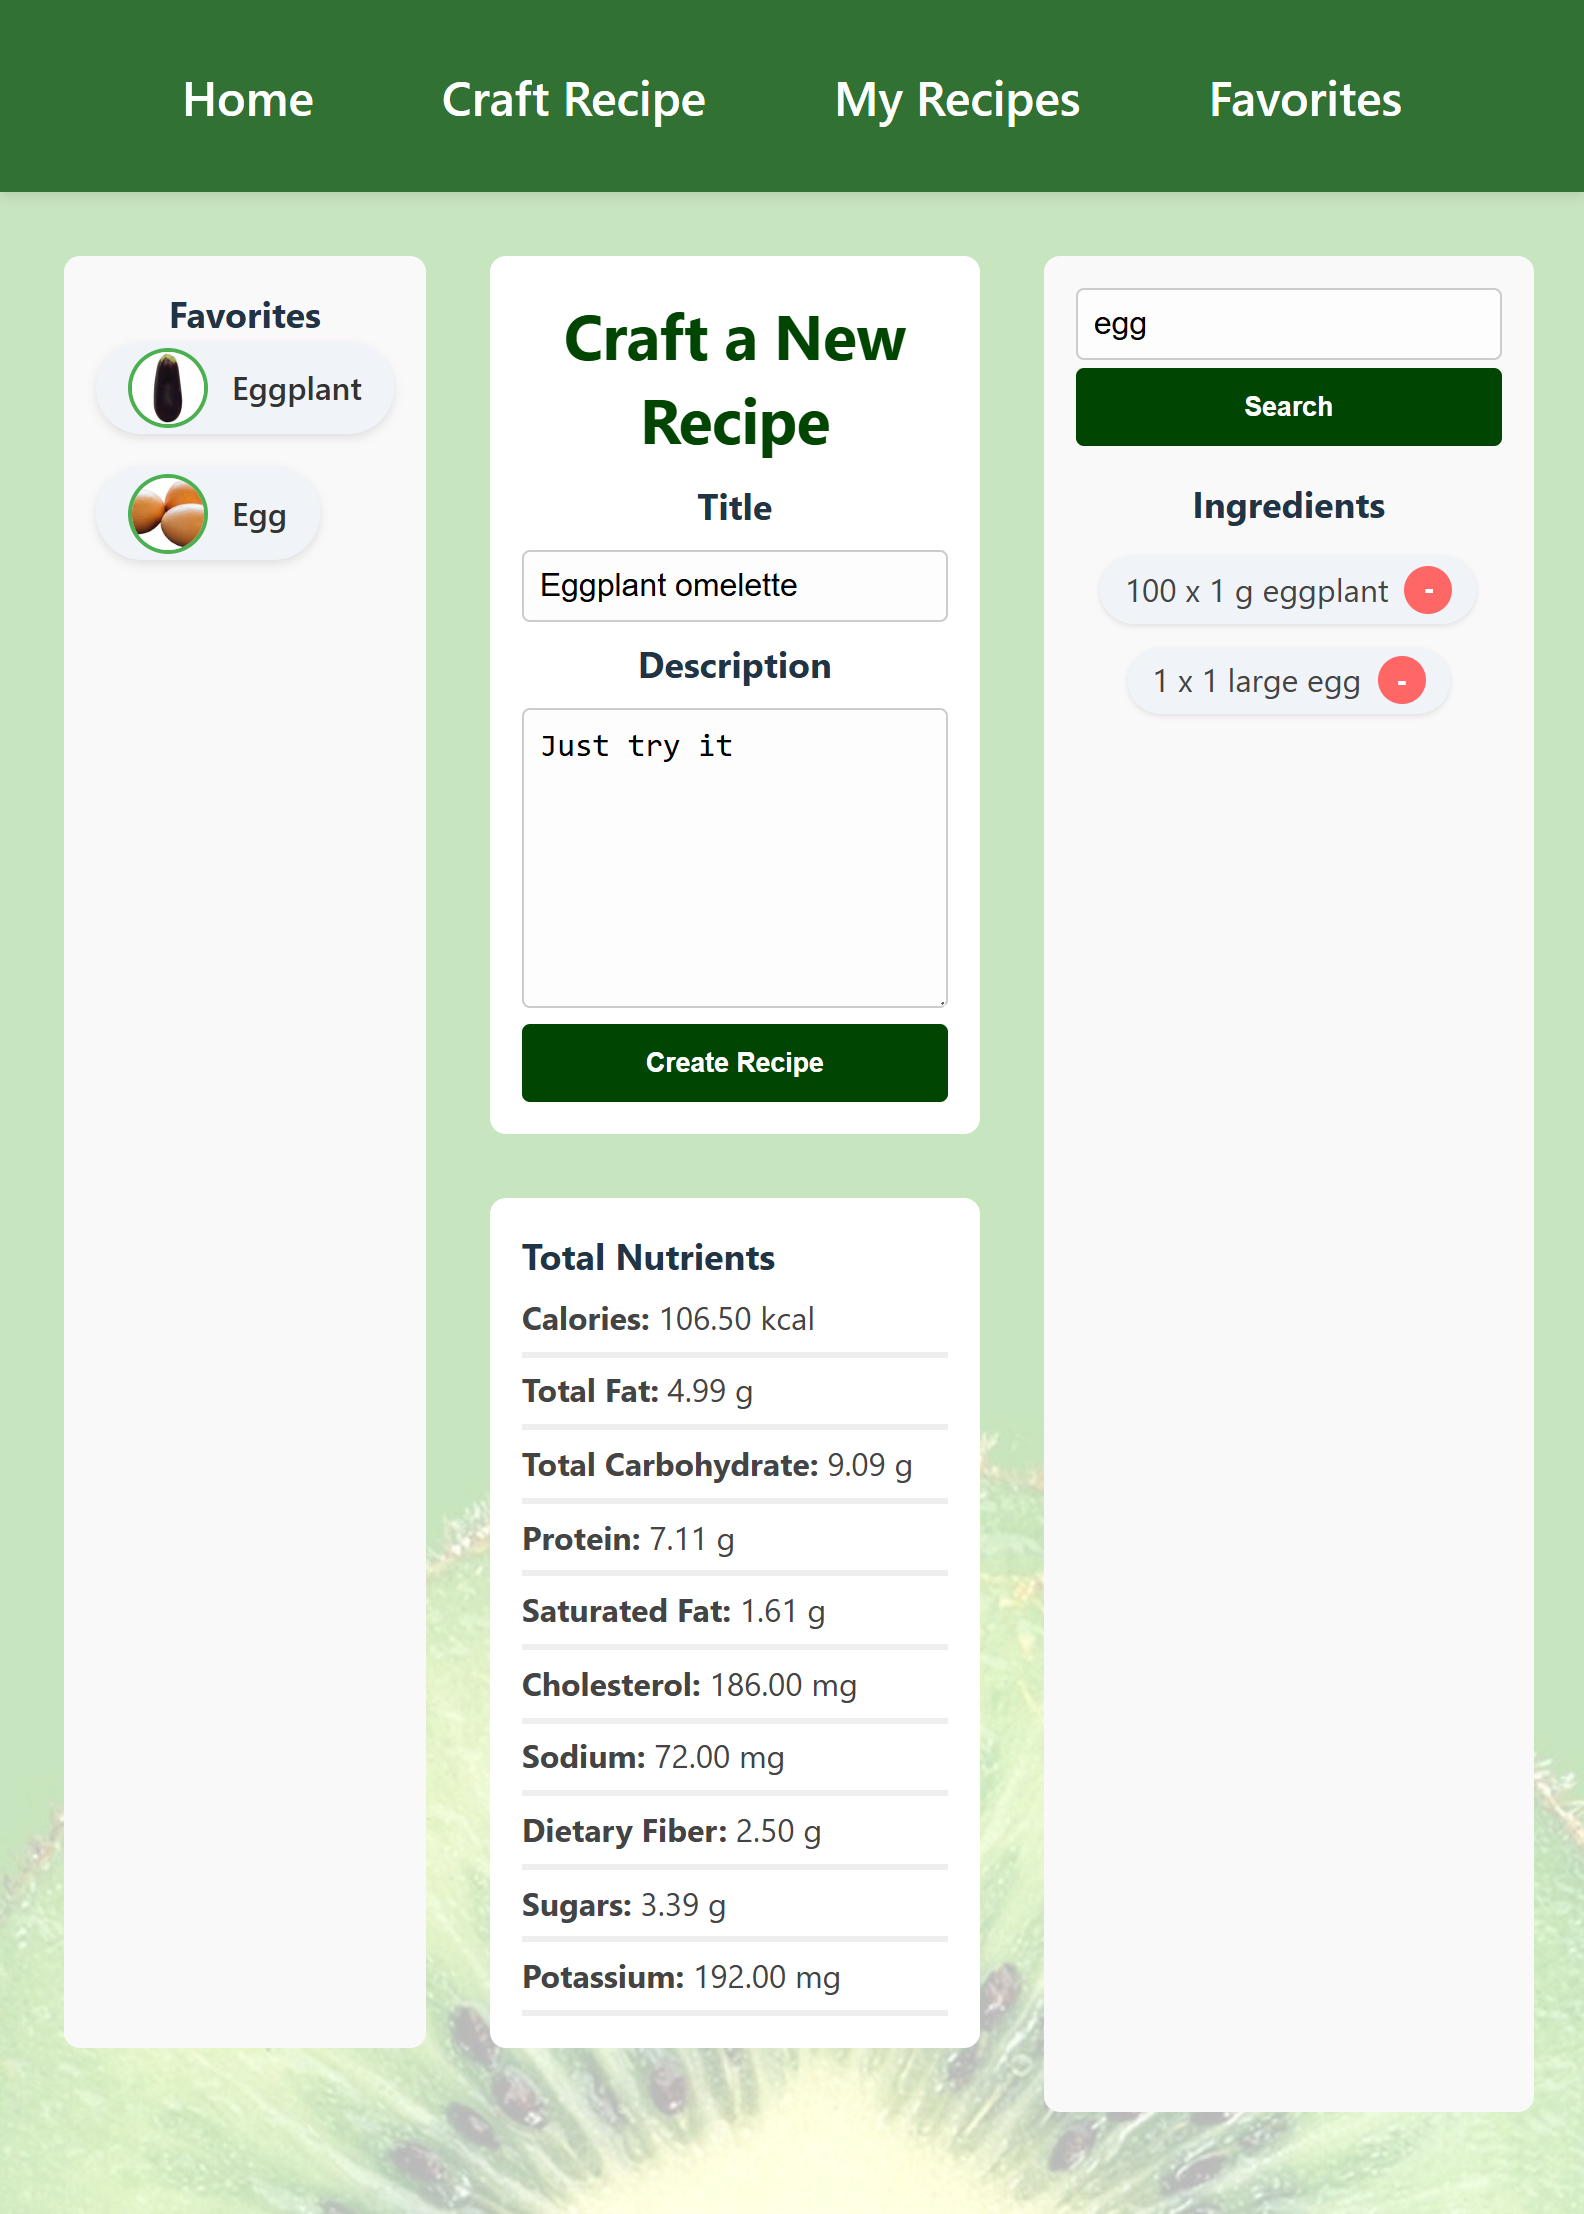 Home Craft Recipe My Recipes Favorites
Favorites
Eggplant
Egg
Craft a New
Recipe
Title
Eggplant omelette
Description
Just try it
Create Recipe
Total Nutrients
Calories: 106.50 kcal
Total Fat: 4.99 g
Total Carbohydrate: 9.09 g
Protein: 7.11 g
Saturated Fat: 1.61 g
Cholesterol: 186.00 mg
Sodium: 72.00 mg
Dietary Fiber: 2.50 g
Sugars: 3.39 g
Potassium: 192.00 mg
egg
Search
Ingredients
100 x 1 g eggplant -
1 x 1 large egg -